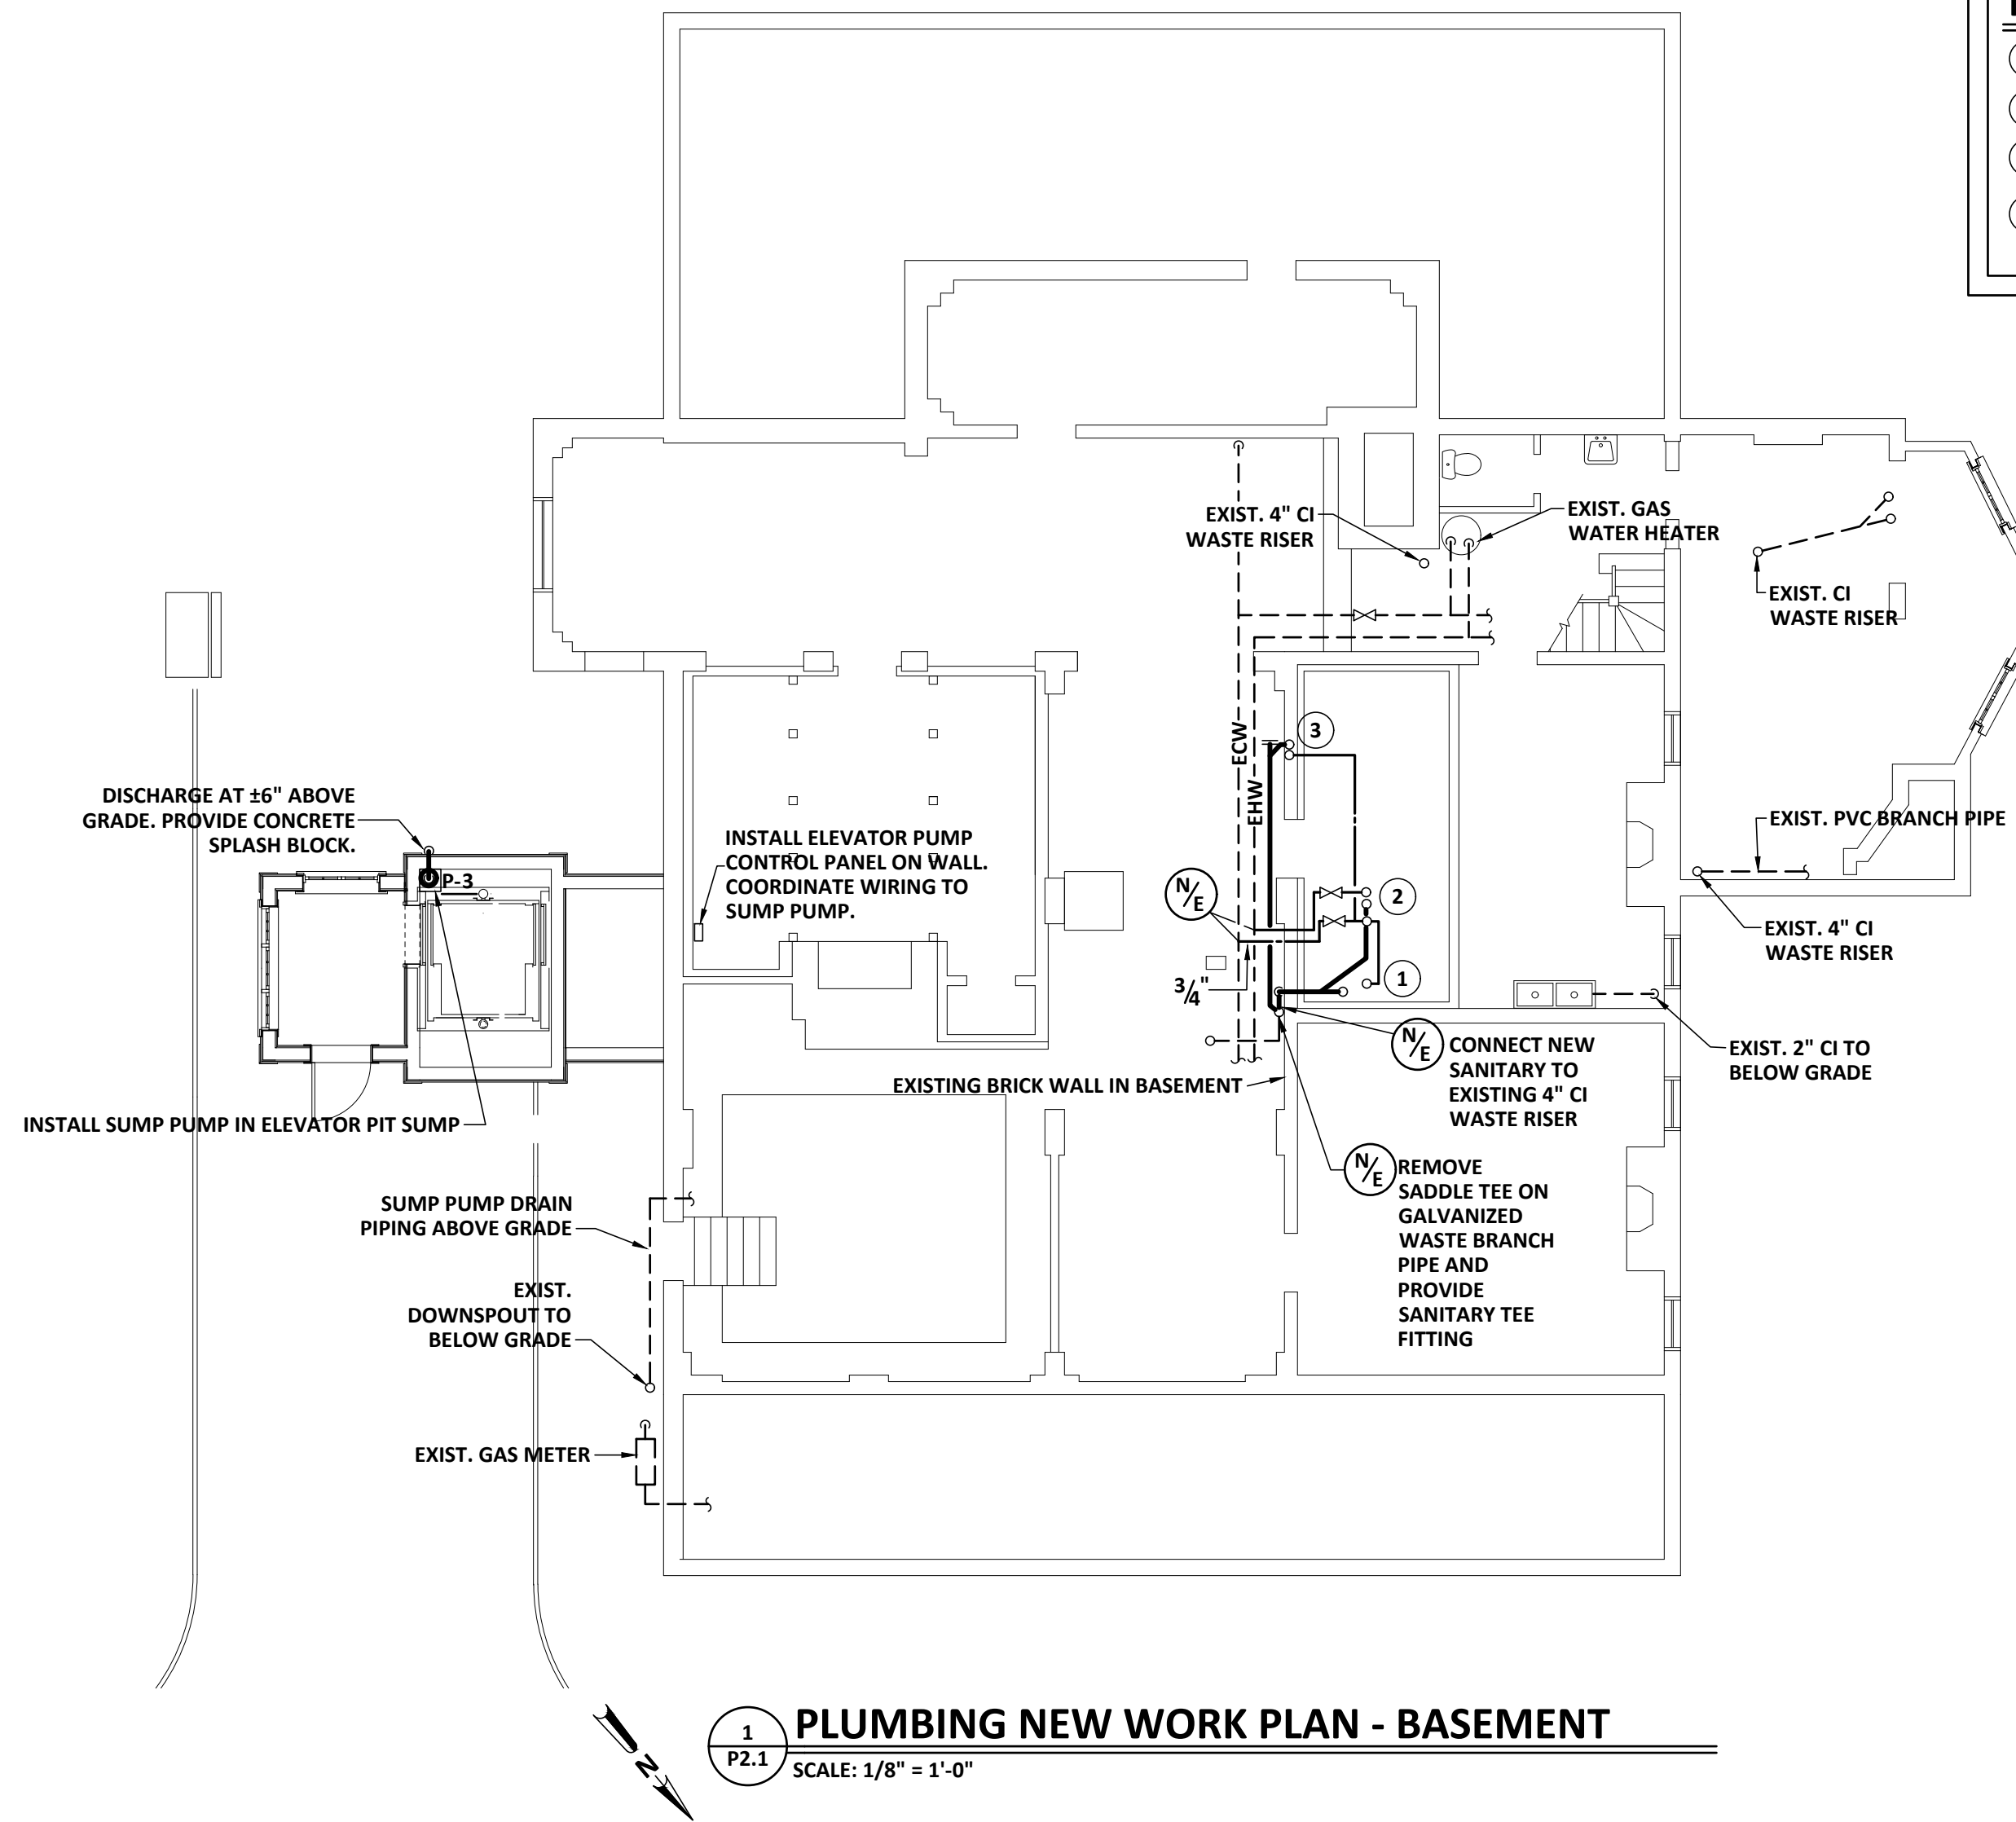 EXIST. 4" CI
WASTE RISER
EXIST. GAS
WATER HEATER
EXIST. CI
WASTE RISER
ECW
EHW
3
2
1
DISCHARGE AT ±6" ABOVE
GRADE. PROVIDE CONCRETE
SPLASH BLOCK.
P-3
INSTALL ELEVATOR PUMP
CONTROL PANEL ON WALL.
COORDINATE WIRING TO
SUMP PUMP.
N/E
3/4"
EXIST. PVC BRANCH PIPE
EXIST. 4" CI
WASTE RISER
EXIST. 2" CI TO
BELOW GRADE
N/E
CONNECT NEW
SANITARY TO
EXISTING 4" CI
WASTE RISER
EXISTING BRICK WALL IN BASEMENT
INSTALL SUMP PUMP IN ELEVATOR PIT SUMP
N/E
REMOVE
SADDLE TEE ON
GALVANIZED
WASTE BRANCH
PIPE AND
PROVIDE
SANITARY TEE
FITTING
SUMP PUMP DRAIN
PIPING ABOVE GRADE
EXIST.
DOWNSPOUT TO
BELOW GRADE
EXIST. GAS METER
N
1
P2.1
PLUMBING NEW WORK PLAN - BASEMENT
SCALE: 1/8" = 1'-0"